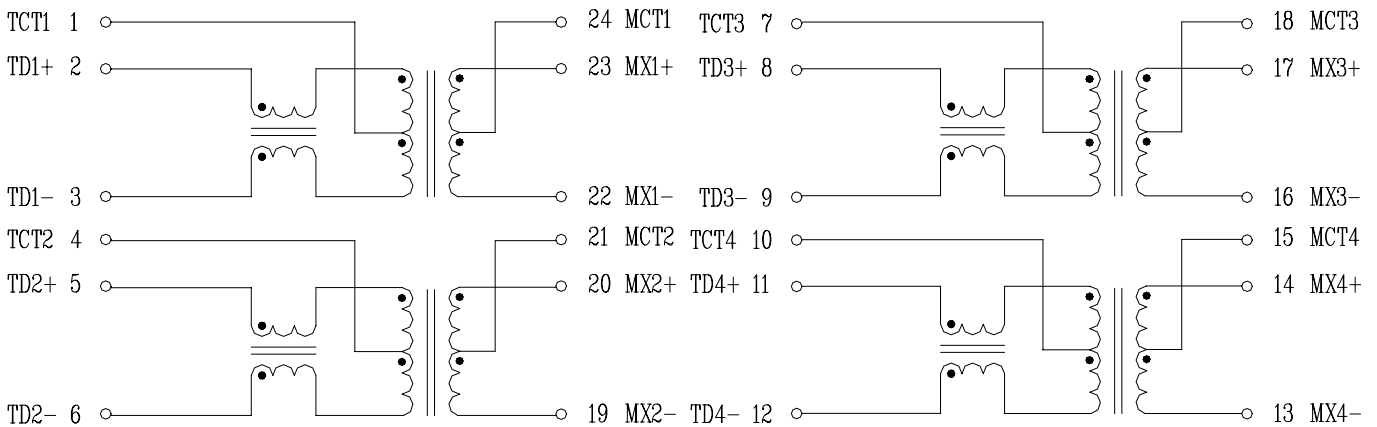 TCT1 1 24 MCT1 TCT3 7 18 MCT3
TD1+ 2 23 MX1+ TD3+ 8 17 MX3+
TD1- 3 22 MX1- TD3- 9 16 MX3-
TCT2 4 21 MCT2 TCT4 10 15 MCT4
TD2+ 5 20 MX2+ TD4+ 11 14 MX4+
TD2- 6 19 MX2- TD4- 12 13 MX4-